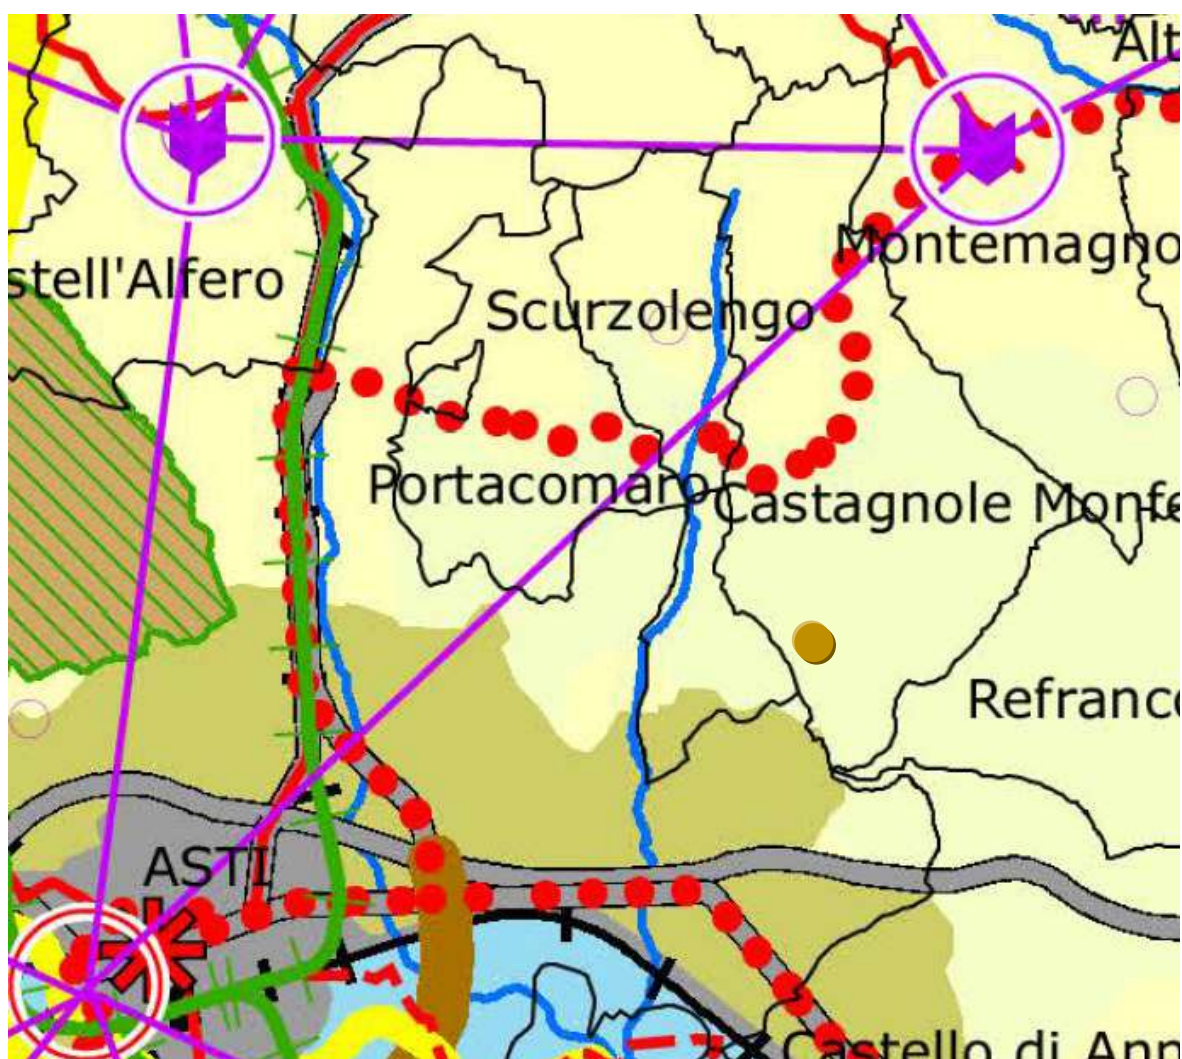 Alt
Montemagno
stell'Alfero
Scurzolengo
Portacomaro
Castagnole Monfe
Refranco
ASTI
Castello di Ann